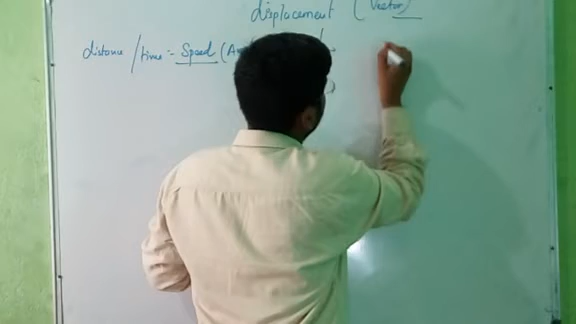 displacement (Vector)
distance / time :- Speed (A